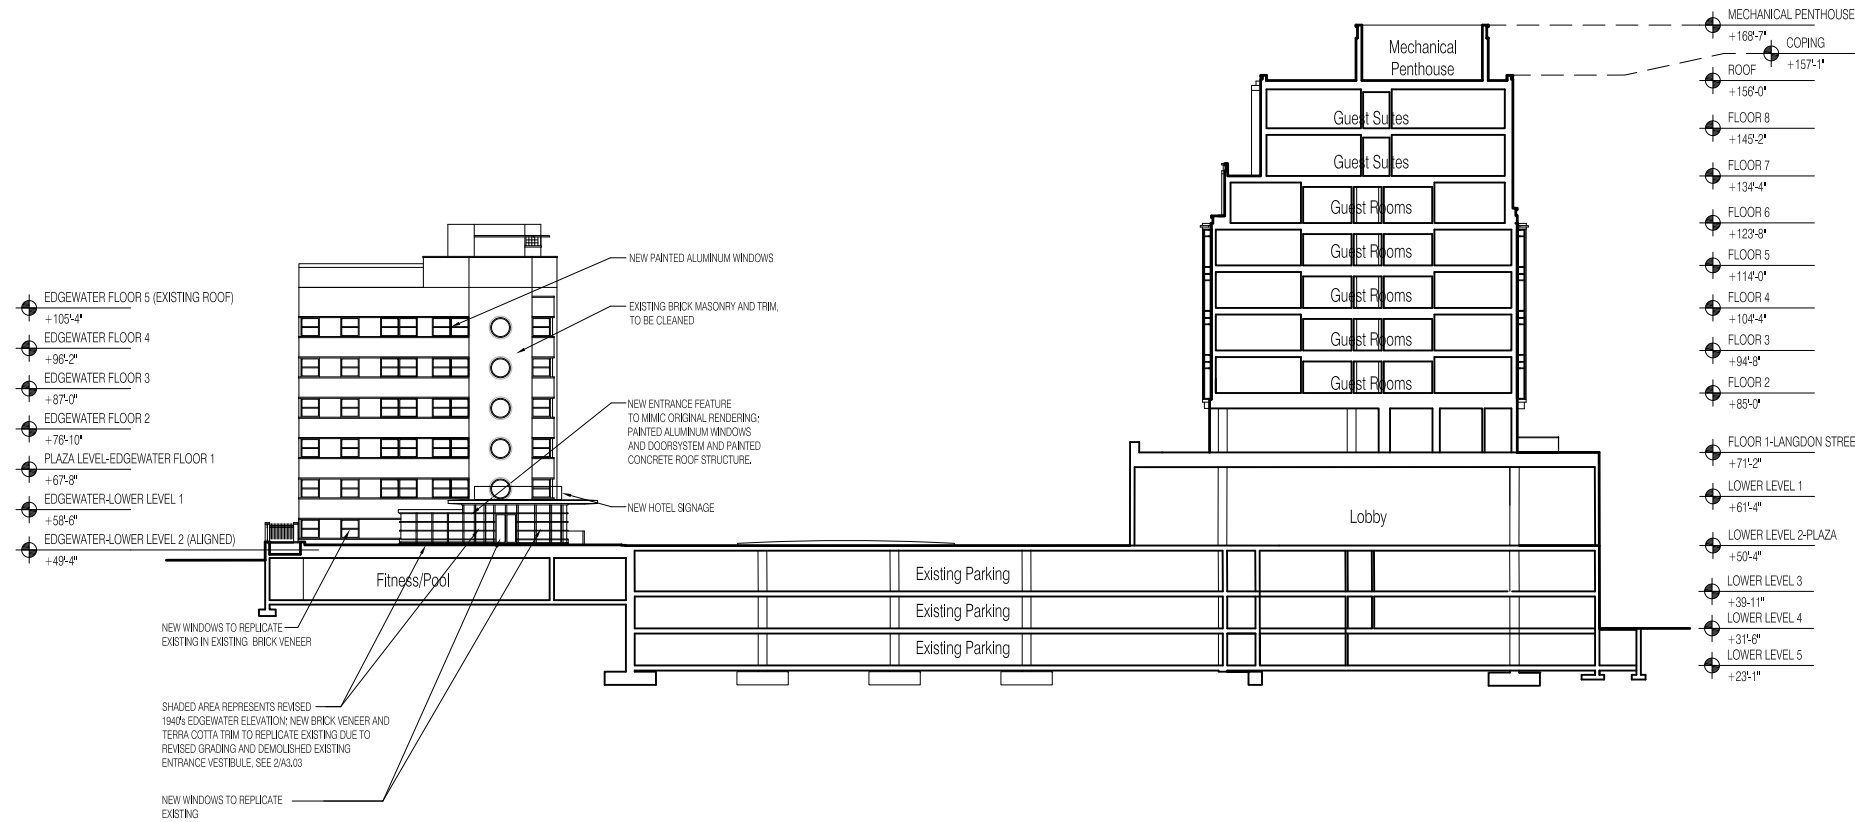 MECHANICAL PENTHOUSE
+168'-7"
COPING
+157'-1"
ROOF
+156'-0"
FLOOR 8
+145'-2"
FLOOR 7
+134'-4"
FLOOR 6
+123'-8"
FLOOR 5
+114'-0"
FLOOR 4
+104'-4"
FLOOR 3
+94'-8"
FLOOR 2
+85'-0"
FLOOR 1-LANGDON STREE
+71'-2"
LOWER LEVEL 1
+61'-4"
LOWER LEVEL 2-PLAZA
+50'-4"
LOWER LEVEL 3
+39'-11"
LOWER LEVEL 4
+31'-6"
LOWER LEVEL 5
+23'-1"
Mechanical
Penthouse
Guest Suites
Guest Suites
Guest Rooms
Guest Rooms
Guest Rooms
Guest Rooms
Guest Rooms
Lobby
Existing Parking
Existing Parking
Existing Parking
Fitness/Pool
EDGEWATER FLOOR 5 (EXISTING ROOF)
+105'-4"
EDGEWATER FLOOR 4
+96'-2"
EDGEWATER FLOOR 3
+87'-0"
EDGEWATER FLOOR 2
+76'-10"
PLAZA LEVEL-EDGEWATER FLOOR 1
+67'-8"
EDGEWATER-LOWER LEVEL 1
+58'-6"
EDGEWATER-LOWER LEVEL 2 (ALIGNED)
+49'-4"
NEW PAINTED ALUMINUM WINDOWS
EXISTING BRICK MASONRY AND TRIM,
TO BE CLEANED
NEW ENTRANCE FEATURE
TO MIMIC ORIGINAL RENDERING;
PAINTED ALUMINUM WINDOWS
AND DOORSYSTEM AND PAINTED
CONCRETE ROOF STRUCTURE.
NEW HOTEL SIGNAGE
NEW WINDOWS TO REPLICATE
EXISTING IN EXISTING BRICK VENEER
SHADED AREA REPRESENTS REVISED
1940's EDGEWATER ELEVATION; NEW BRICK VENEER AND
TERRA COTTA TRIM TO REPLICATE EXISTING DUE TO
REVISED GRADING AND DEMOLISHED EXISTING
ENTRANCE VESTIBULE, SEE 2/A3.03
NEW WINDOWS TO REPLICATE
EXISTING